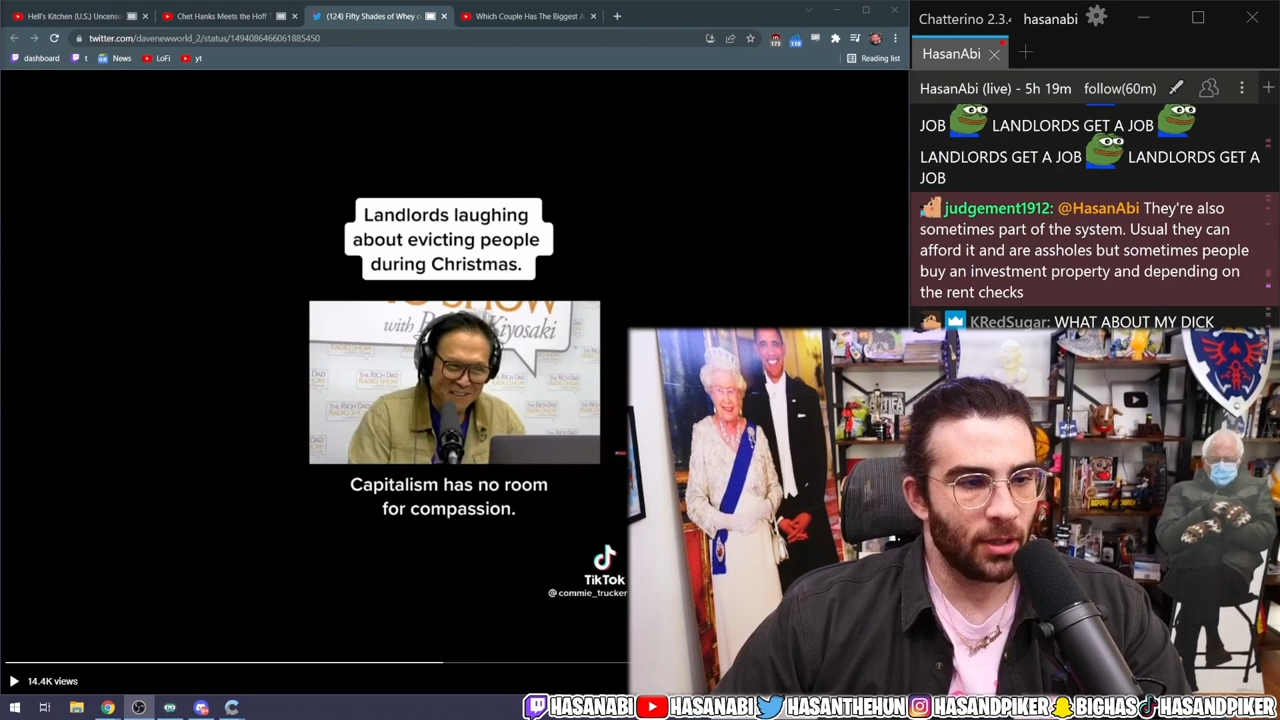 Hell's Kitchen (U.S.) Uncenso
Chet Hanks Meets the Hoff
(124) Fifty Shades of Whey o
Which Couple Has The Biggest A
twitter.com/davenewworld_2/status/1494086466061885450
173
110
dashboard
t
News
LoFi
yt
Reading list
Landlords laughing
about evicting people
during Christmas.
SHOW
with
Kiyosaki
THE RICH DAD
RADIO SHOW
Capitalism has no room
for compassion.
TikTok
@commie_trucker
14.4K views
Chatterino 2.3.
hasanabi
HasanAbi
HasanAbi (live) - 5h 19m
follow(60m)
JOB LANDLORDS GET A JOB
LANDLORDS GET A JOB LANDLORDS GET A
JOB
judgement1912: @HasanAbi They're also
sometimes part of the system. Usual they can
afford it and are assholes but sometimes people
buy an investment property and depending on
the rent checks
KRedSugar: WHAT ABOUT MY DICK
HASANABI HASANABI HASANTHEHUN HASANDPIKER BIGHAS HASANDPIKER